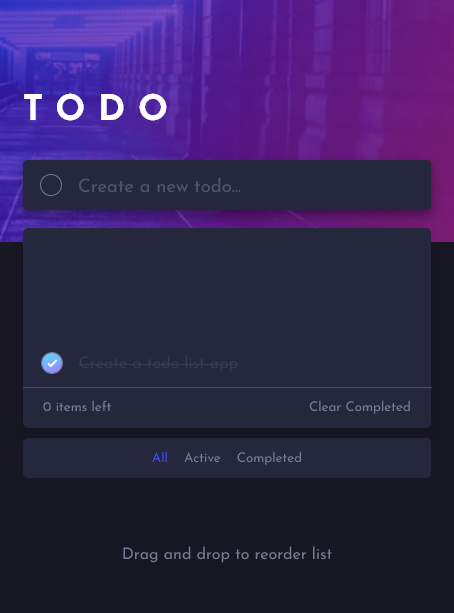 TODO
Create a new todo...
Create a todo list app
0 items left
Clear Completed
All Active Completed
Drag and drop to reorder list